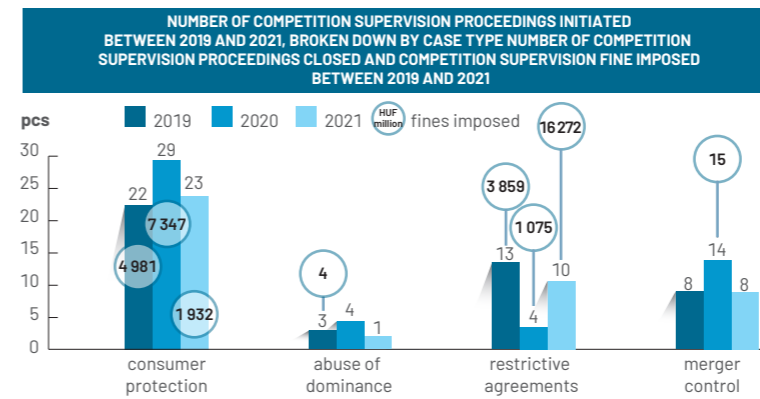 NUMBER OF COMPETITION SUPERVISION PROCEEDINGS INITIATED
BETWEEN 2019 AND 2021, BROKEN DOWN BY CASE TYPE NUMBER OF COMPETITION
SUPERVISION PROCEEDINGS CLOSED AND COMPETITION SUPERVISION FINE IMPOSED
BETWEEN 2019 AND 2021
pcs
2019
2020
2021
HUF
million
fines imposed
30
25
20
15
10
5
0
22
29
23
4 981
7 347
1 932
4
3
4
1
3 859
1 075
16 272
13
4
10
15
8
14
8
consumer
protection
abuse of
dominance
restrictive
agreements
merger
control